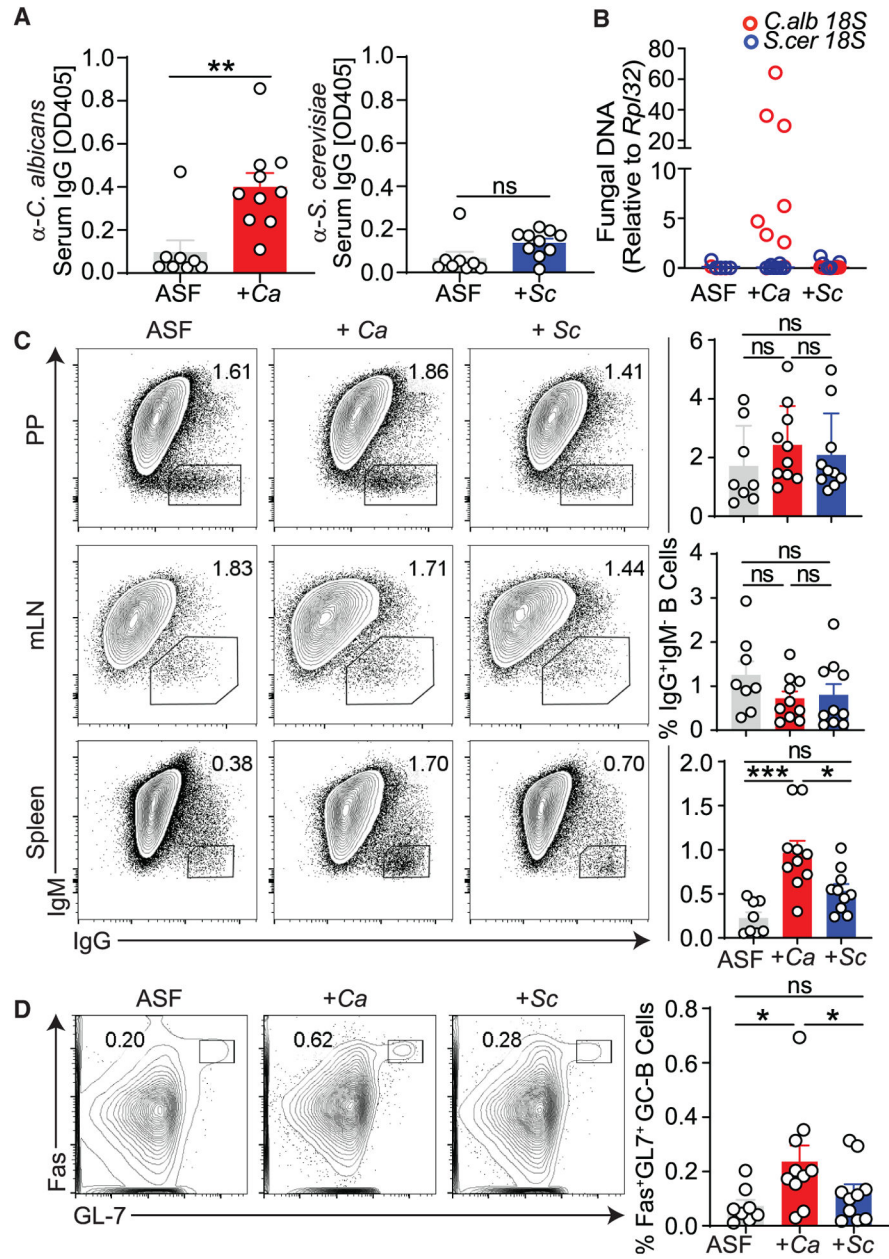 A
α-C. albicans
Serum IgG [OD405]
1.0
0.8
0.6
0.4
0.2
0.0
**
ASF
+Ca
α-S. cerevisiae
Serum IgG [OD405]
1.0
0.8
0.6
0.4
0.2
0.0
ns
ASF
+Sc
B
C.alb 18S
S.cer 18S
Fungal DNA
(Relative to Rpl32)
80
60
40
20
10
5
0
ASF +Ca +Sc
C
ASF + Ca + Sc
PP
1.61 1.86 1.41
mLN
1.83 1.71 1.44
Spleen
0.38 1.70 0.70
IgM
IgG
% IgG⁺IgM⁻ B Cells
6
4
2
0
ns
ns ns
4
3
2
1
0
ns
ns ns
2.0
1.5
1.0
0.5
0.0
ns
*** *
ASF +Ca +Sc
D
ASF +Ca +Sc
0.20 0.62 0.28
Fas
GL-7
% Fas⁺GL7⁺ GC-B Cells
0.8
0.6
0.4
0.2
0.0
ns
* *
ASF +Ca +Sc